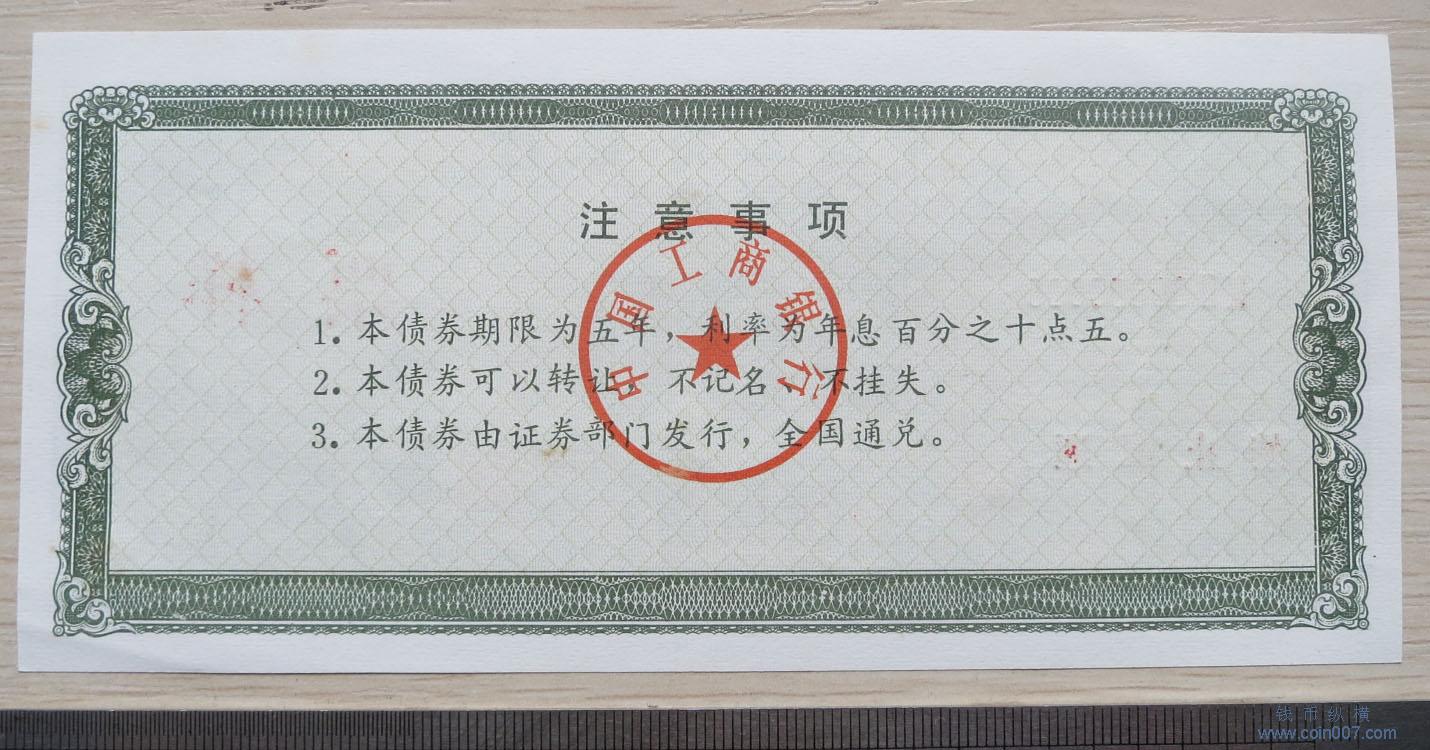 注意事项
中国工商银行
1. 本债券期限为五年，利率为年息百分之十点五。
2. 本债券可以转让，不记名、不挂失。
3. 本债券由证券部门发行，全国通兑。
钱币纵横
www.coin007.com